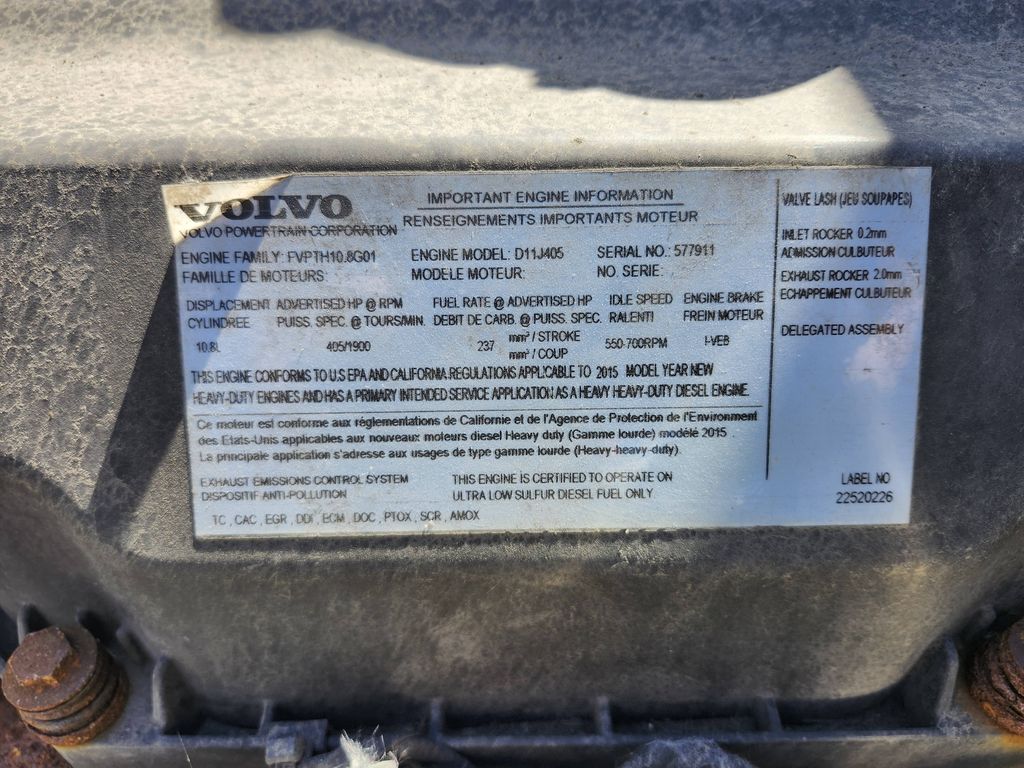 VOLVO
VOLVO POWERTRAIN CORPORATION
IMPORTANT ENGINE INFORMATION
RENSEIGNEMENTS IMPORTANTS MOTEUR
ENGINE FAMILY: FVPTH10.8G01 ENGINE MODEL: D11J405 SERIAL NO.: 577911
FAMILLE DE MOTEURS: MODELE MOTEUR: NO. SERIE:
DISPLACEMENT ADVERTISED HP @ RPM FUEL RATE @ ADVERTISED HP IDLE SPEED ENGINE BRAKE
CYLINDREE PUISS. SPEC. @ TOURS/MIN. DEBIT DE CARB. @ PUISS. SPEC. RALENTI FREIN MOTEUR
10.8L 405/1900 237 mm³ / STROKE 550-700RPM I-VEB
mm³ / COUP
THIS ENGINE CONFORMS TO U.S EPA AND CALIFORNIA REGULATIONS APPLICABLE TO 2015 MODEL YEAR NEW
HEAVY-DUTY ENGINES AND HAS A PRIMARY INTENDED SERVICE APPLICATION AS A HEAVY HEAVY-DUTY DIESEL ENGINE.
Ce moteur est conforme aux réglementations de Californie et de l'Agence de Protection de l'Environment
des Etats-Unis applicables aux nouveaux moteurs diesel Heavy duty (Gamme lourde) modélé 2015 .
La principale application s'adresse aux usages de type gamme lourde (Heavy-heavy-duty).
EXHAUST EMISSIONS CONTROL SYSTEM THIS ENGINE IS CERTIFIED TO OPERATE ON
DISPOSITIF ANTI-POLLUTION ULTRA LOW SULFUR DIESEL FUEL ONLY
TC , CAC , EGR , DDI , ECM , DOC , PTOX , SCR , AMOX
VALVE LASH (JEU SOUPAPES)
INLET ROCKER 0.2mm
ADMISSION CULBUTEUR
EXHAUST ROCKER 2.0mm
ECHAPPEMENT CULBUTEUR
DELEGATED ASSEMBLY
LABEL NO
22520226